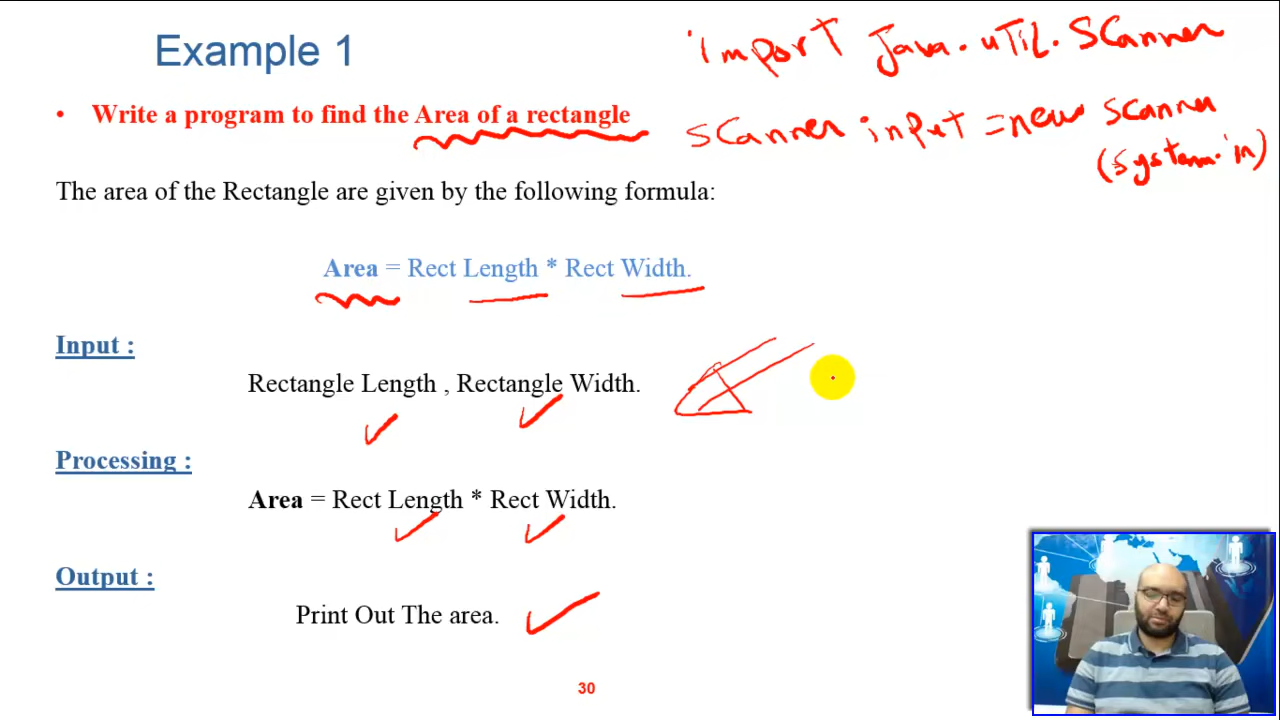 Example 1
import Java.util.Scanner
• Write a program to find the Area of a rectangle
Scanner input = new Scanner
(System.in)
The area of the Rectangle are given by the following formula:
Area = Rect Length * Rect Width.
Input :
Rectangle Length , Rectangle Width.
Processing :
Area = Rect Length * Rect Width.
Output :
Print Out The area.
30